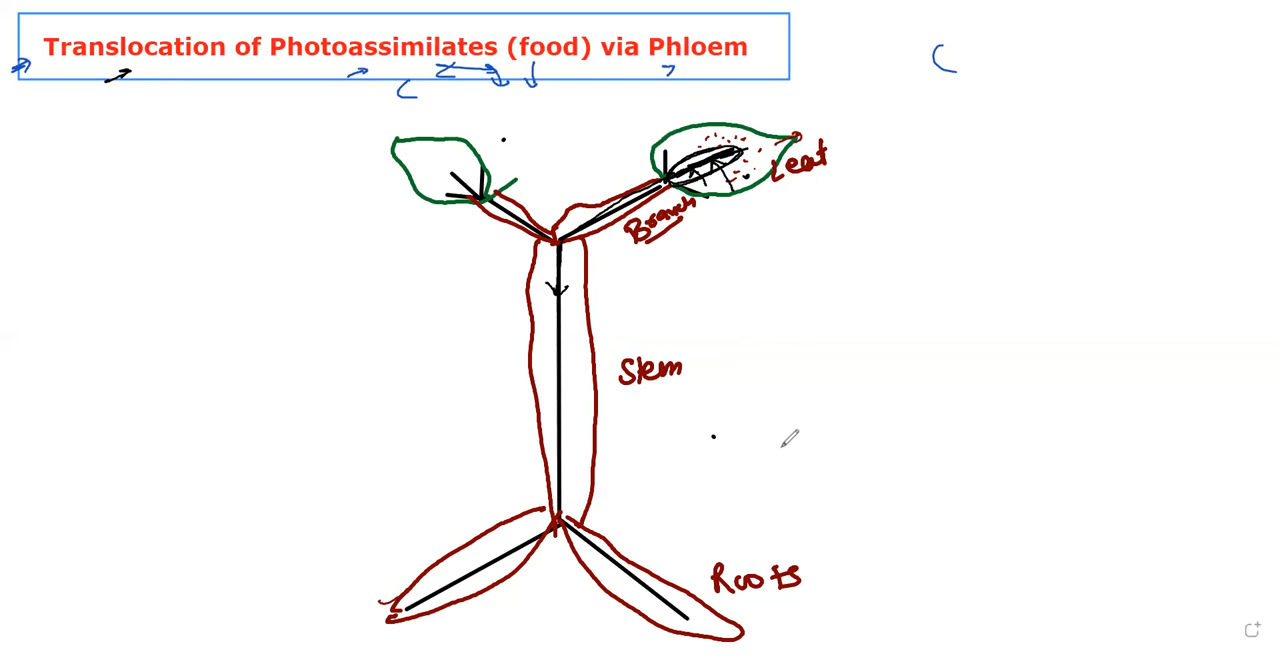 Translocation of Photoassimilates (food) via Phloem
Leaf
Branch
Stem
Roots